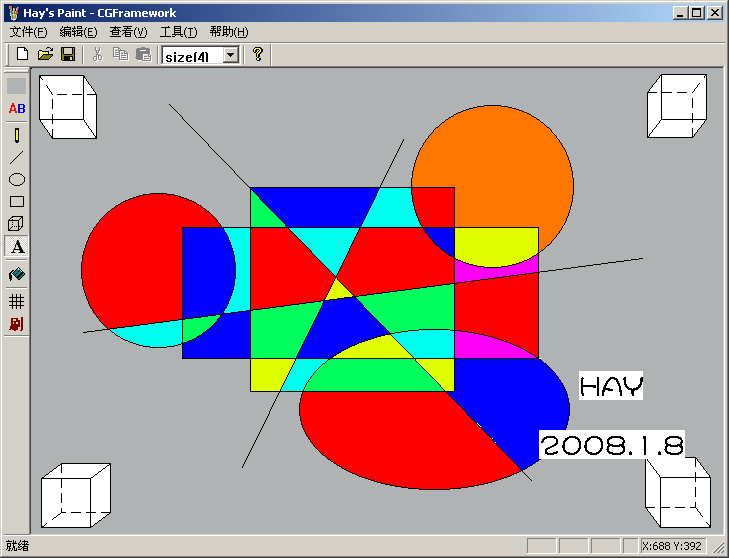 Hay's Paint - CGFramework
文件(F) 编辑(E) 查看(V) 工具(T) 帮助(H)
size(4)
AB
A
刷
HAY
2008.1.8
就绪
X:688 Y:392